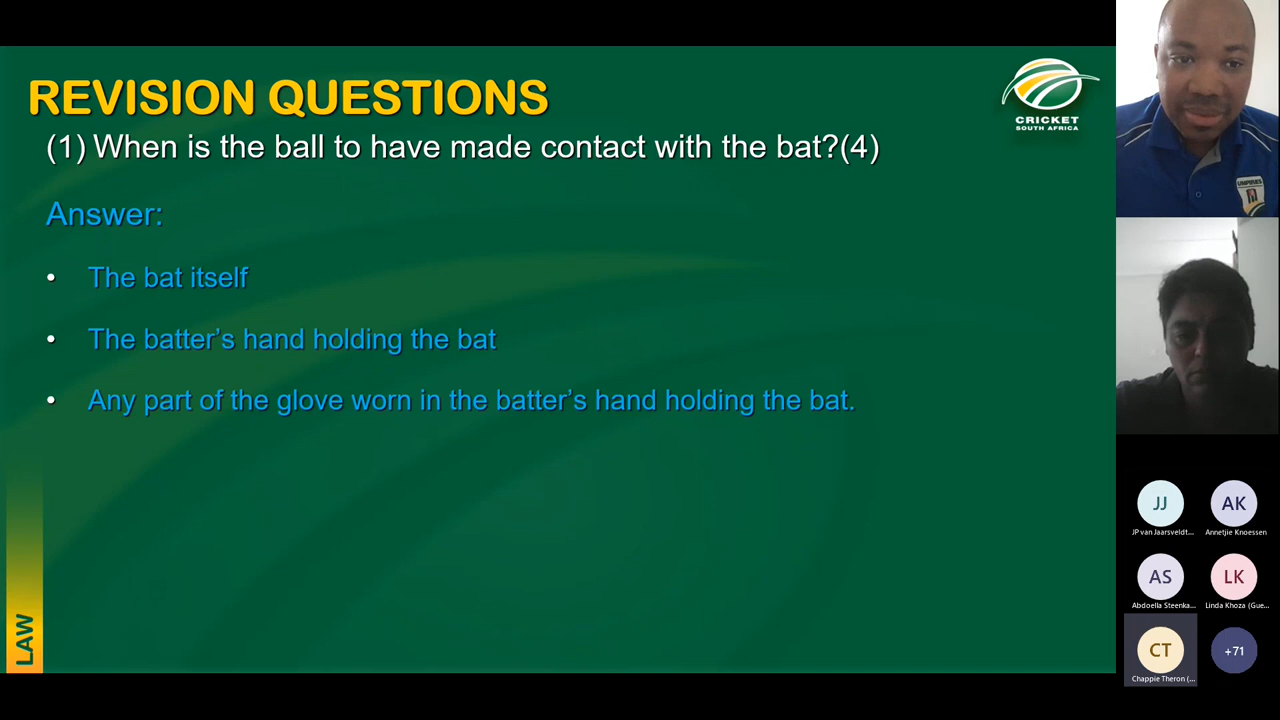 REVISION QUESTIONS
(1) When is the ball to have made contact with the bat?(4)
Answer:
• The bat itself
• The batter’s hand holding the bat
• Any part of the glove worn in the batter’s hand holding the bat.
LAW
CRICKET
SOUTH AFRICA
UMPIRES
JJ
AK
JP van Jaarsveldt...
Annetjie Knoessen
AS
LK
Abdoella Steenka...
Linda Khoza (Gue...
CT
+71
Chappie Theron (...